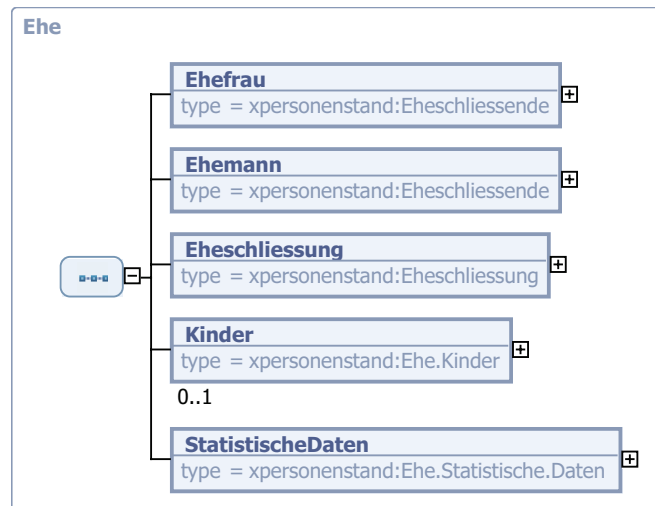 Ehe
Ehefrau
type = xpersonenstand:Eheschliessende
Ehemann
type = xpersonenstand:Eheschliessende
Eheschliessung
type = xpersonenstand:Eheschliessung
Kinder
type = xpersonenstand:Ehe.Kinder
0..1
StatistischeDaten
type = xpersonenstand:Ehe.Statistische.Daten